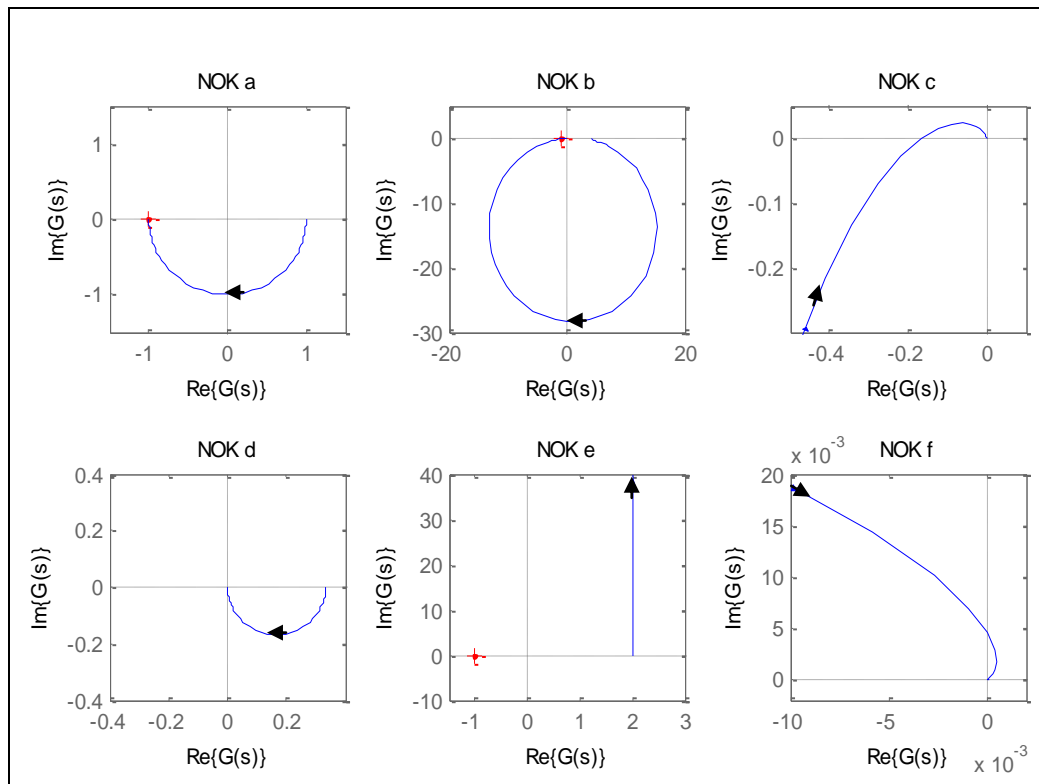 NOK a
1
0
-1
Im{G(s)}
-1 0 1
Re{G(s)}
NOK b
0
-10
-20
-30
Im{G(s)}
-20 0 20
Re{G(s)}
NOK c
0
-0.1
-0.2
Im{G(s)}
-0.4 -0.2 0
Re{G(s)}
NOK d
0.4
0.2
0
-0.2
-0.4
Im{G(s)}
-0.4 -0.2 0 0.2
Re{G(s)}
NOK e
40
30
20
10
0
-10
Im{G(s)}
-1 0 1 2 3
Re{G(s)}
NOK f
x 10-3
20
15
10
5
0
Im{G(s)}
-10 -5 0
Re{G(s)}
x 10-3